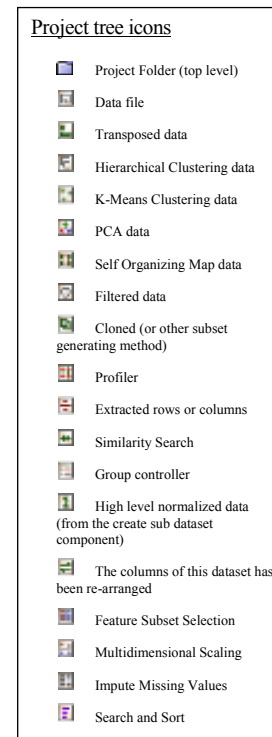 Project tree icons
Project Folder (top level)
Data file
Transposed data
Hierarchical Clustering data
K-Means Clustering data
PCA data
Self Organizing Map data
Filtered data
Cloned (or other subset
generating method)
Profiler
Extracted rows or columns
Similarity Search
Group controller
High level normalized data
(from the create sub dataset
component)
The columns of this dataset has
been re-arranged
Feature Subset Selection
Multidimensional Scaling
Impute Missing Values
Search and Sort